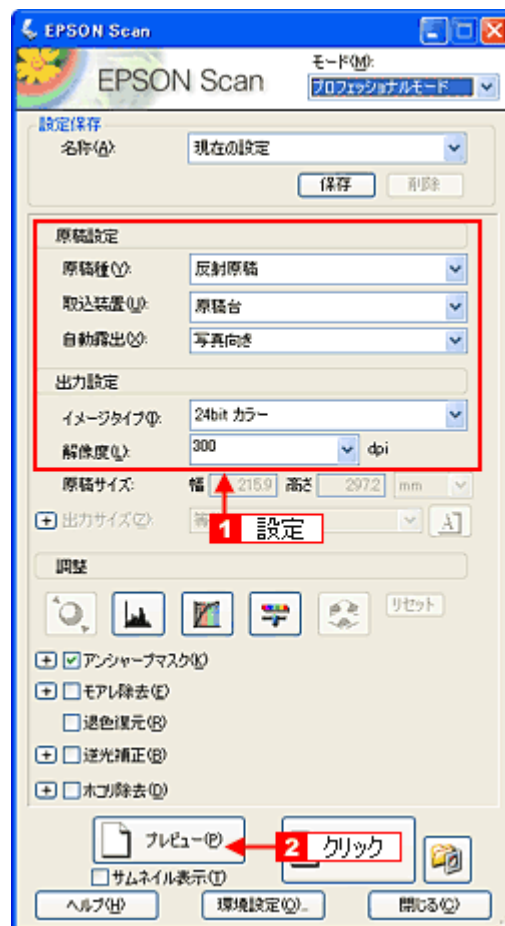 EPSON Scan
EPSON Scan
モード(M):
プロフェッショナルモード
設定保存
名称(A):
現在の設定
保存
削除
原稿設定
原稿種(Y):
反射原稿
取込装置(U):
原稿台
自動露出(X):
写真向き
出力設定
イメージタイプ(I):
24bit カラー
解像度(L):
300
dpi
原稿サイズ:
幅
215.9
高さ
297.2
mm
出力サイズ(Z):
1 設定
調整
リセット
アンシャープマスク(K)
モアレ除去(E)
退色復元(R)
逆光補正(B)
ホコリ除去(D)
プレビュー(P)
2 クリック
サムネイル表示(T)
ヘルプ(H)
環境設定(O)...
閉じる(C)